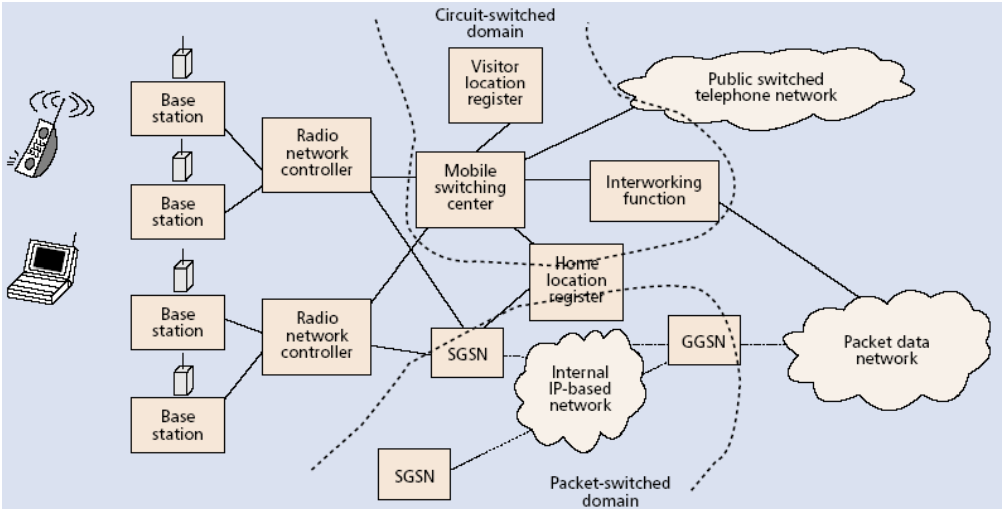 Circuit-switched
domain
Visitor
location
register
Public switched
telephone network
Base
station
Radio
network
controller
Mobile
switching
center
Interworking
function
Base
station
Home
location
register
Base
station
Radio
network
controller
SGSN
GGSN
Packet data
network
Internal
IP-based
network
Base
station
SGSN
Packet-switched
domain